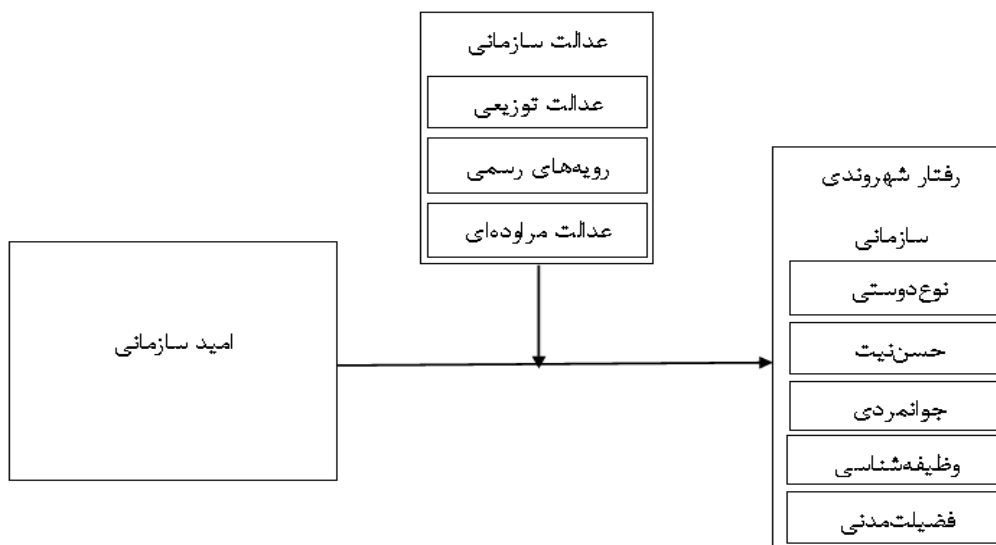 عدالت سازمانی
عدالت توزیعی
رویه‌های رسمی
عدالت مراوده‌ای
رفتار شهروندی
سازمانی
نوع‌دوستی
حسن‌نیت
جوانمردی
وظیفه‌شناسی
فضیلت‌مدنی
امید سازمانی